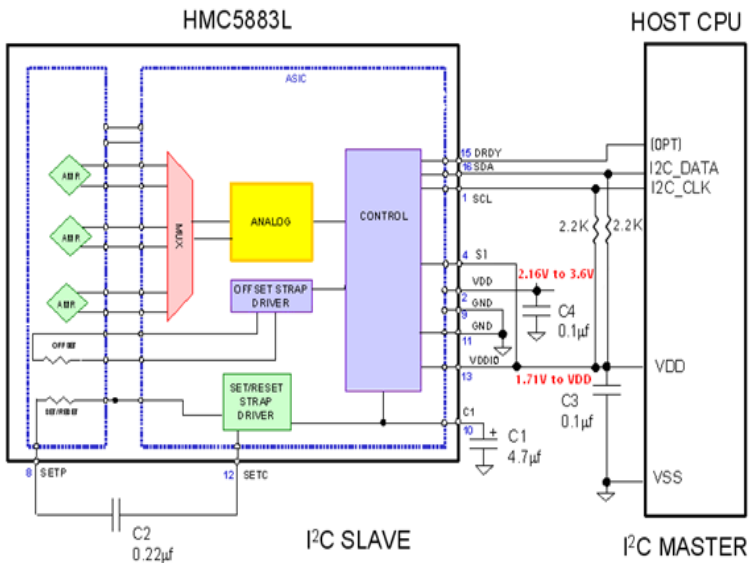 HMC5883L
HOST CPU
ASIC
15 DRDY
(OPT)
16 SDA
I2C_DATA
I2C_CLK
1 SCL
AMR
MUX
ANALOG
CONTROL
2.2K
2.2K
AMR
4 S1
2.16V to 3.6V
VDD
2
OFFSET STRAP
DRIVER
GND
9
C4
0.1µf
AMR
GND
11
OFFSET
VDDIO
13
1.71V to VDD
VDD
SET/RESET
STRAP
DRIVER
C3
0.1µf
SET/RESET
C1
10
C1
+
4.7µf
8 SETP
12 SETC
VSS
C2
0.22µf
I²C SLAVE
I²C MASTER